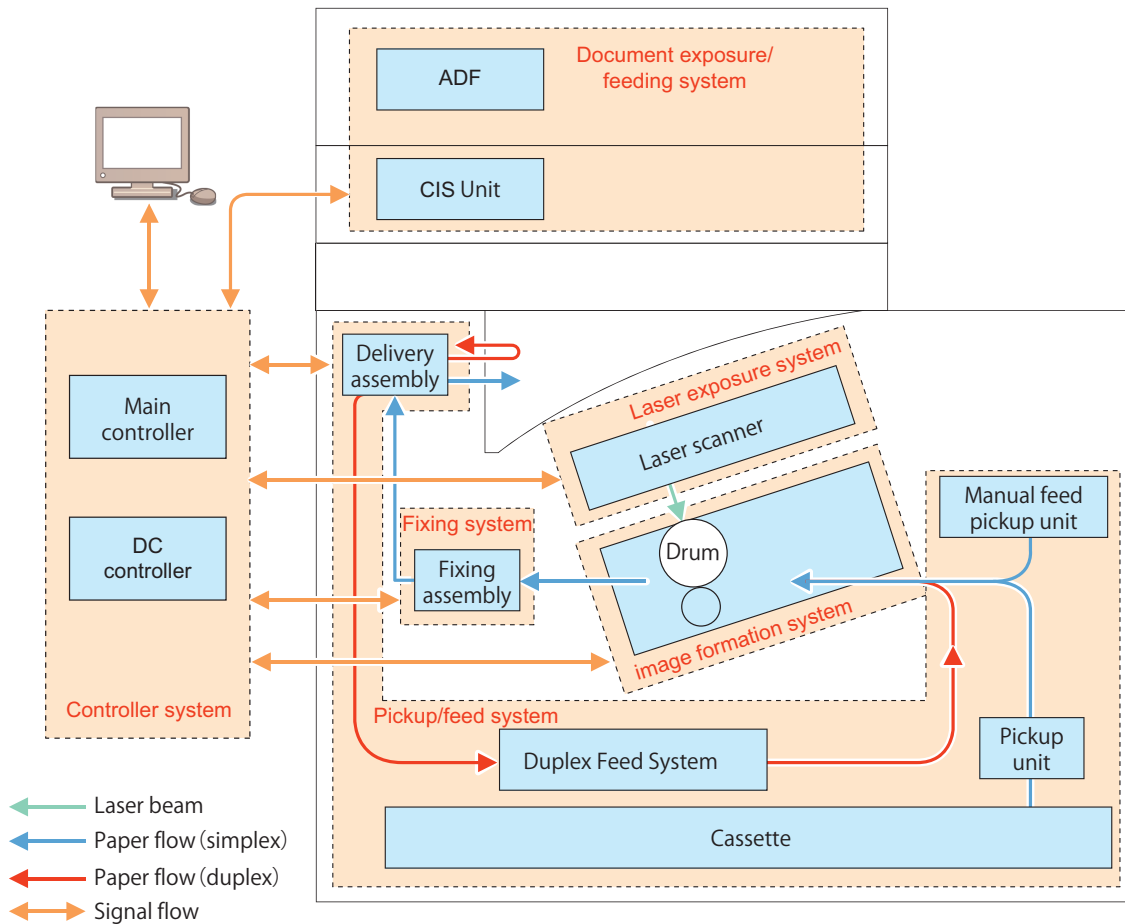 ADF
Document exposure/
feeding system
CIS Unit
Delivery
assembly
Laser exposure system
Laser scanner
Main
controller
Manual feed
pickup unit
Fixing system
Drum
DC
controller
Fixing
assembly
image formation system
Controller system
Pickup/feed system
Duplex Feed System
Pickup
unit
Cassette
Laser beam
Paper flow (simplex)
Paper flow (duplex)
Signal flow